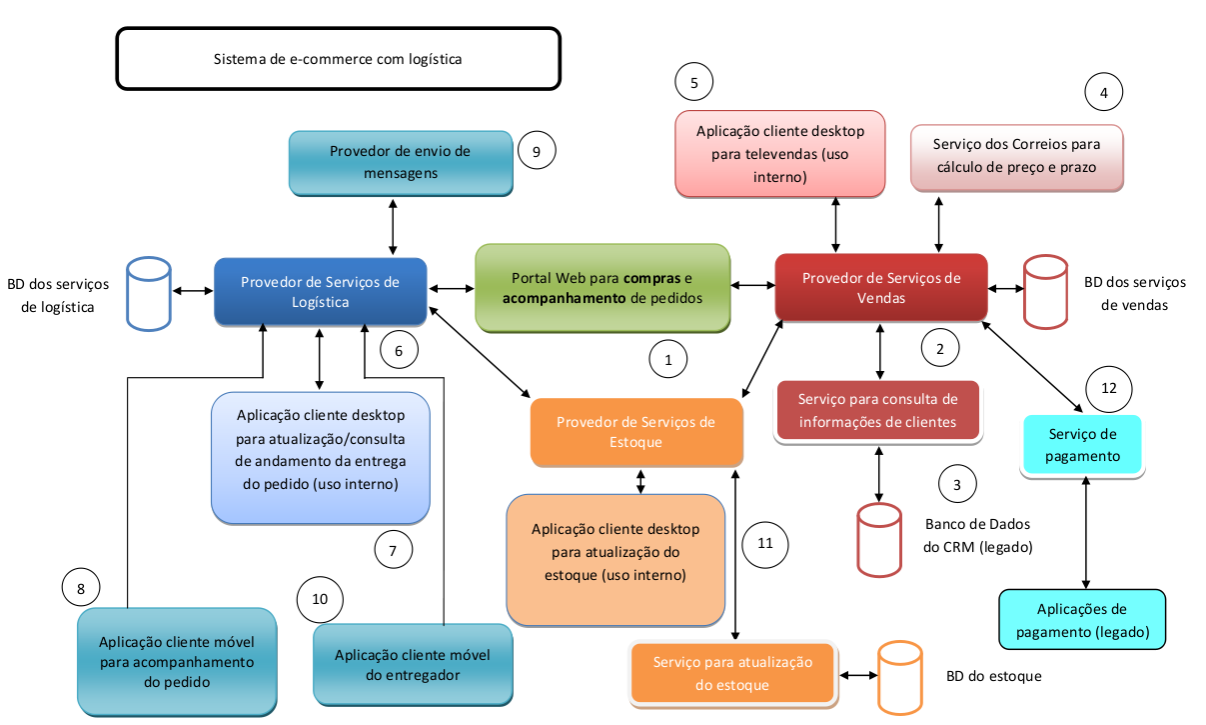 Sistema de e-commerce com logística
5
4
Aplicação cliente desktop
para televendas (uso
interno)
Serviço dos Correios para
cálculo de preço e prazo
Provedor de envio de
mensagens
9
BD dos serviços
de logística
Provedor de Serviços de
Logística
Portal Web para compras e
acompanhamento de pedidos
Provedor de Serviços de
Vendas
BD dos serviços
de vendas
6
1
2
12
Aplicação cliente desktop
para atualização/consulta
de andamento da entrega
do pedido (uso interno)
Provedor de Serviços de
Estoque
Serviço para consulta de
informações de clientes
Serviço de
pagamento
3
7
Aplicação cliente desktop
para atualização do
estoque (uso interno)
11
Banco de Dados
do CRM (legado)
8
10
Aplicação cliente móvel
para acompanhamento
do pedido
Aplicação cliente móvel
do entregador
Aplicações de
pagamento (legado)
Serviço para atualização
do estoque
BD do estoque